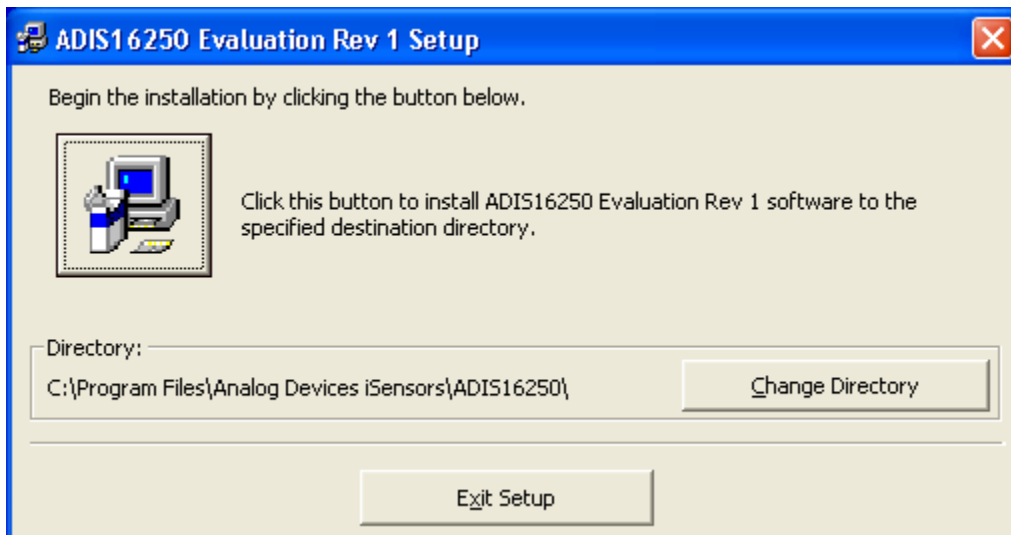 ADIS16250 Evaluation Rev 1 Setup
Begin the installation by clicking the button below.
Click this button to install ADIS16250 Evaluation Rev 1 software to the
specified destination directory.
Directory:
C:\Program Files\Analog Devices iSensors\ADIS16250\
Change Directory
Exit Setup